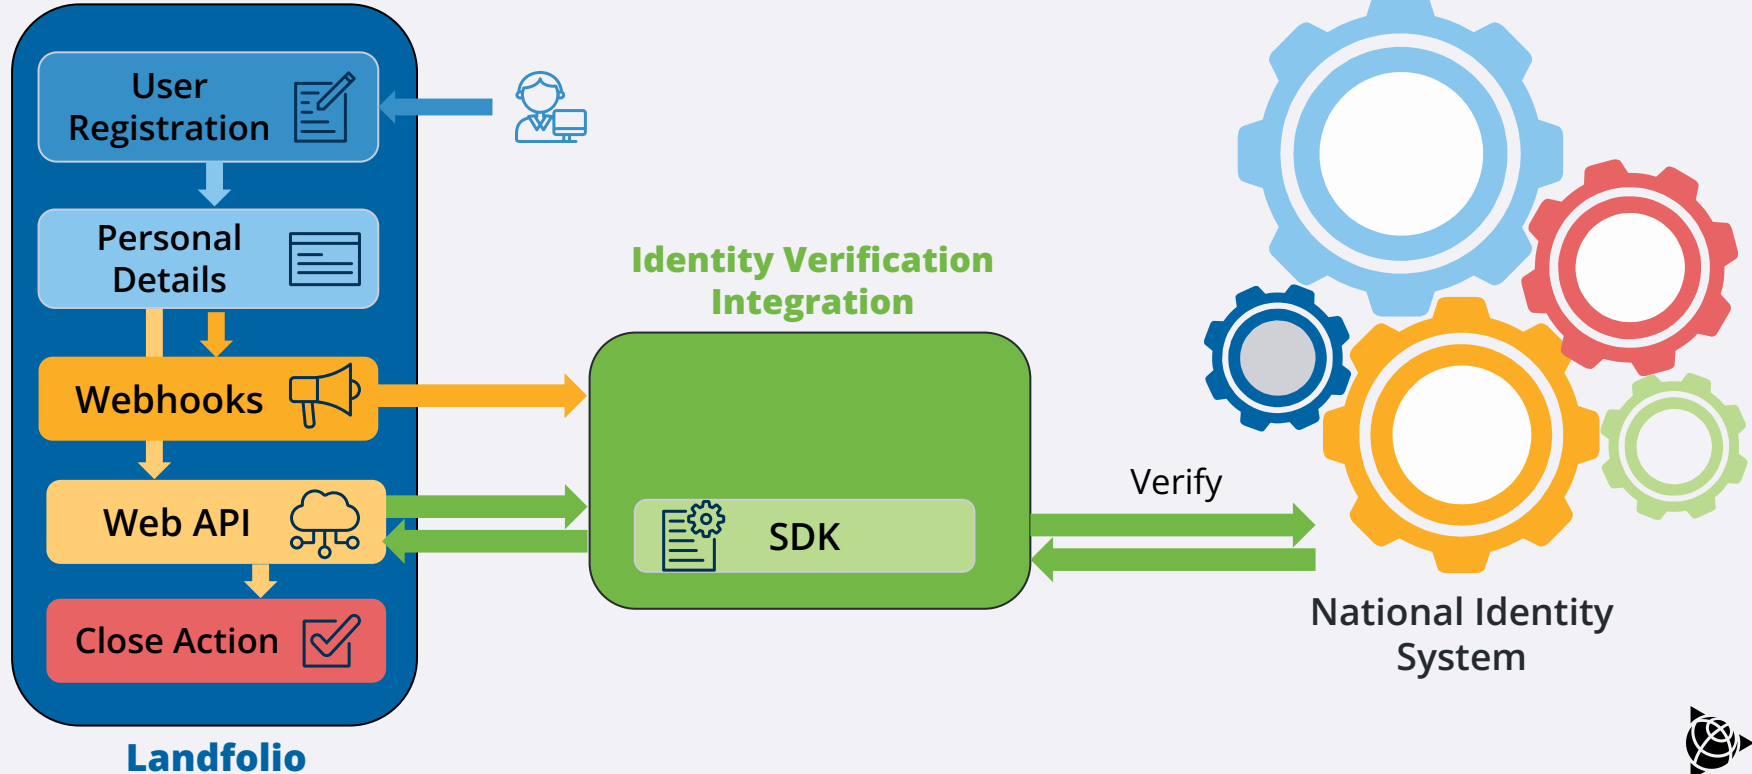 User
Registration
Personal
Details
Webhooks
Web API
Close Action
Landfolio
Identity Verification
Integration
SDK
Verify
National Identity
System